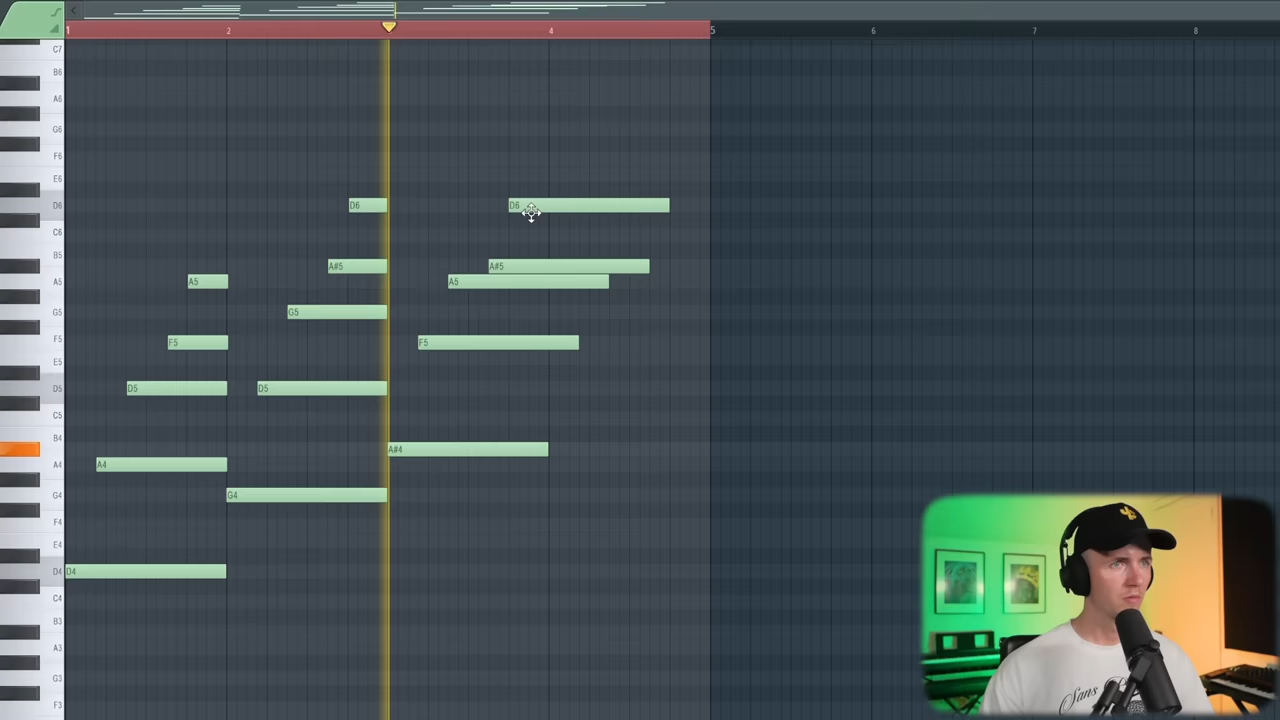 1 2 4 5 6 7 8
C7
B6
A6
G6
F6
E6
D6 D6 D6
C6
B5 A#5 A#5
A5 A5 A5
G5 G5
F5 F5 F5
E5
D5 D5 D5
C5
B4 A#4
A4 A4
G4 G4
F4
E4
D4 D4
C4
B3
A3
G3
F3
Sans